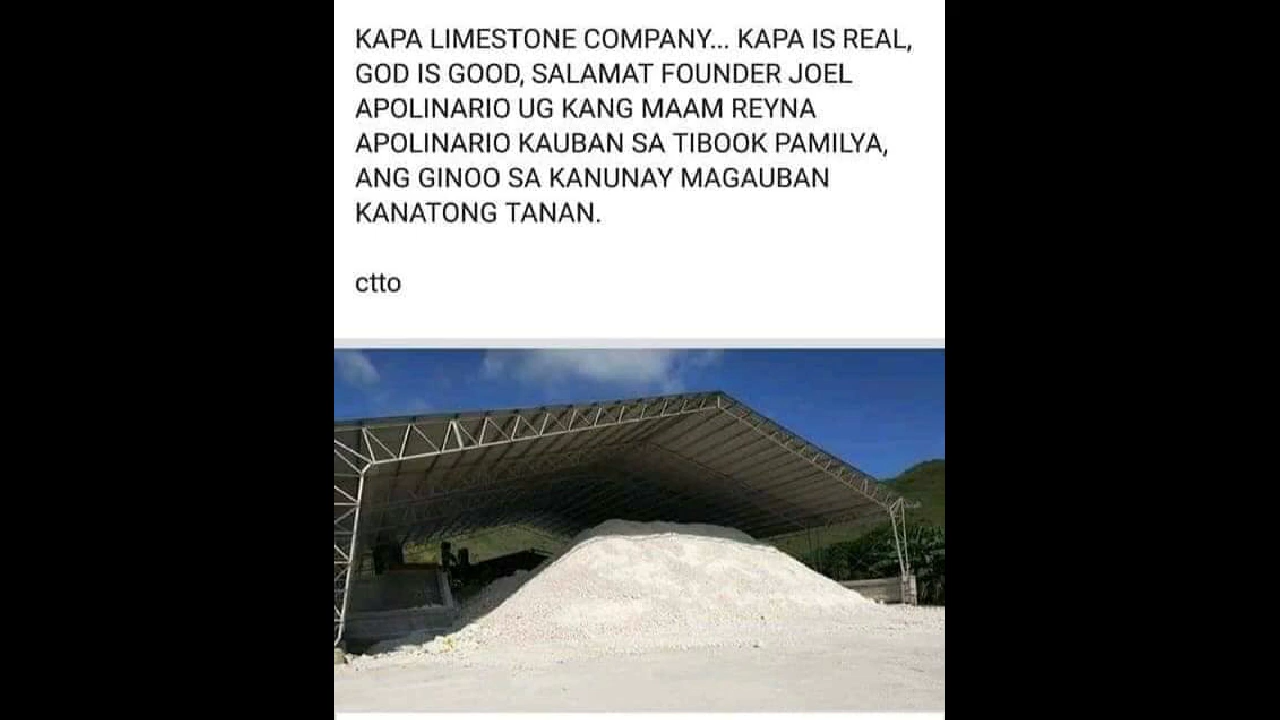 KAPA LIMESTONE COMPANY... KAPA IS REAL,
GOD IS GOOD, SALAMAT FOUNDER JOEL
APOLINARIO UG KANG MAAM REYNA
APOLINARIO KAUBAN SA TIBOOK PAMILYA,
ANG GINOO SA KANUNAY MAGAUBAN
KANATONG TANAN.
ctto